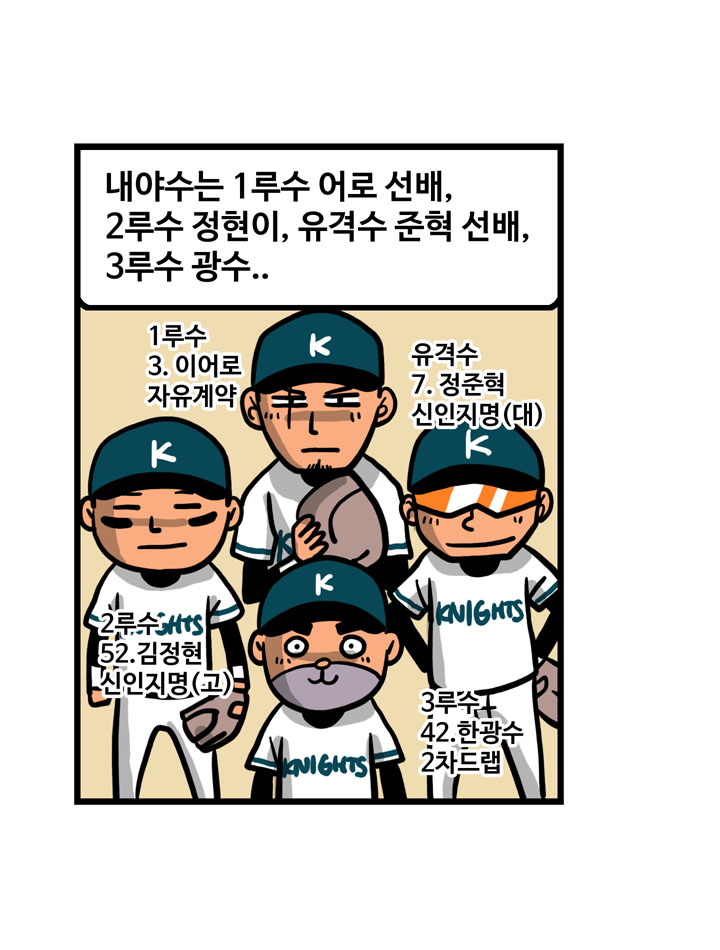 내야수는 1루수 어로 선배,
2루수 정현이, 유격수 준혁 선배,
3루수 광수..
1루수
3. 이어로
자유계약
유격수
7. 정준혁
신인지명(대)
K
K
K
K
KNIGHTS
2루수
52.김정현
신인지명(고)
KNIGHTS
3루수
42.한광수
2차드랩